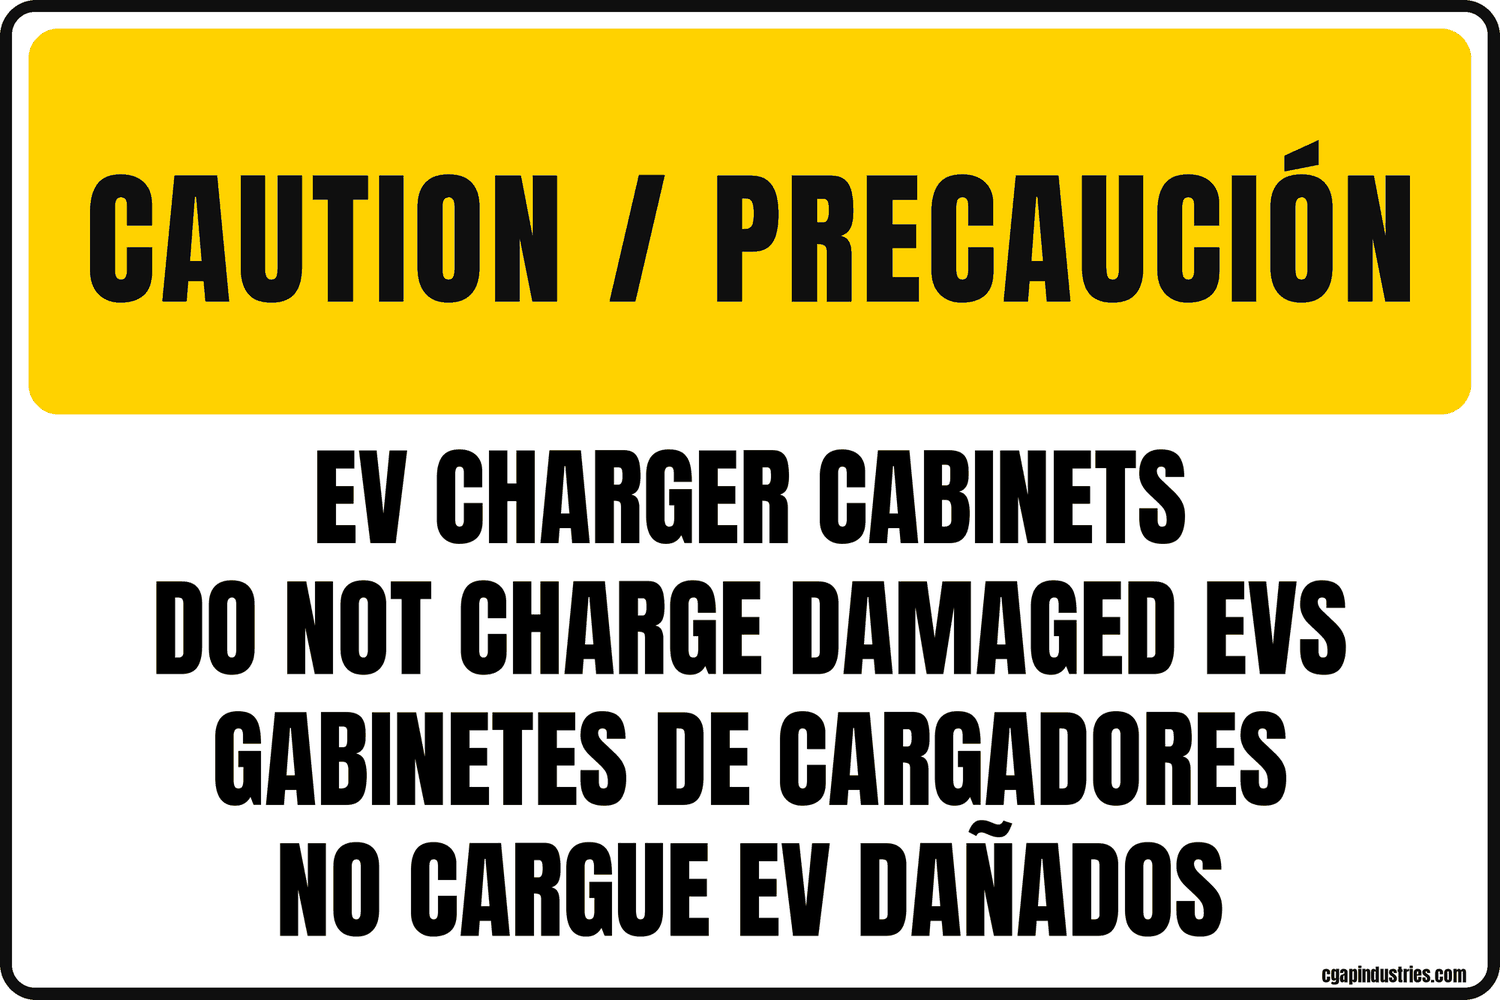 CAUTION / PRECAUCIÓN
EV CHARGER CABINETS
DO NOT CHARGE DAMAGED EVS
GABINETES DE CARGADORES
NO CARGUE EV DAÑADOS
cgapindustries.com